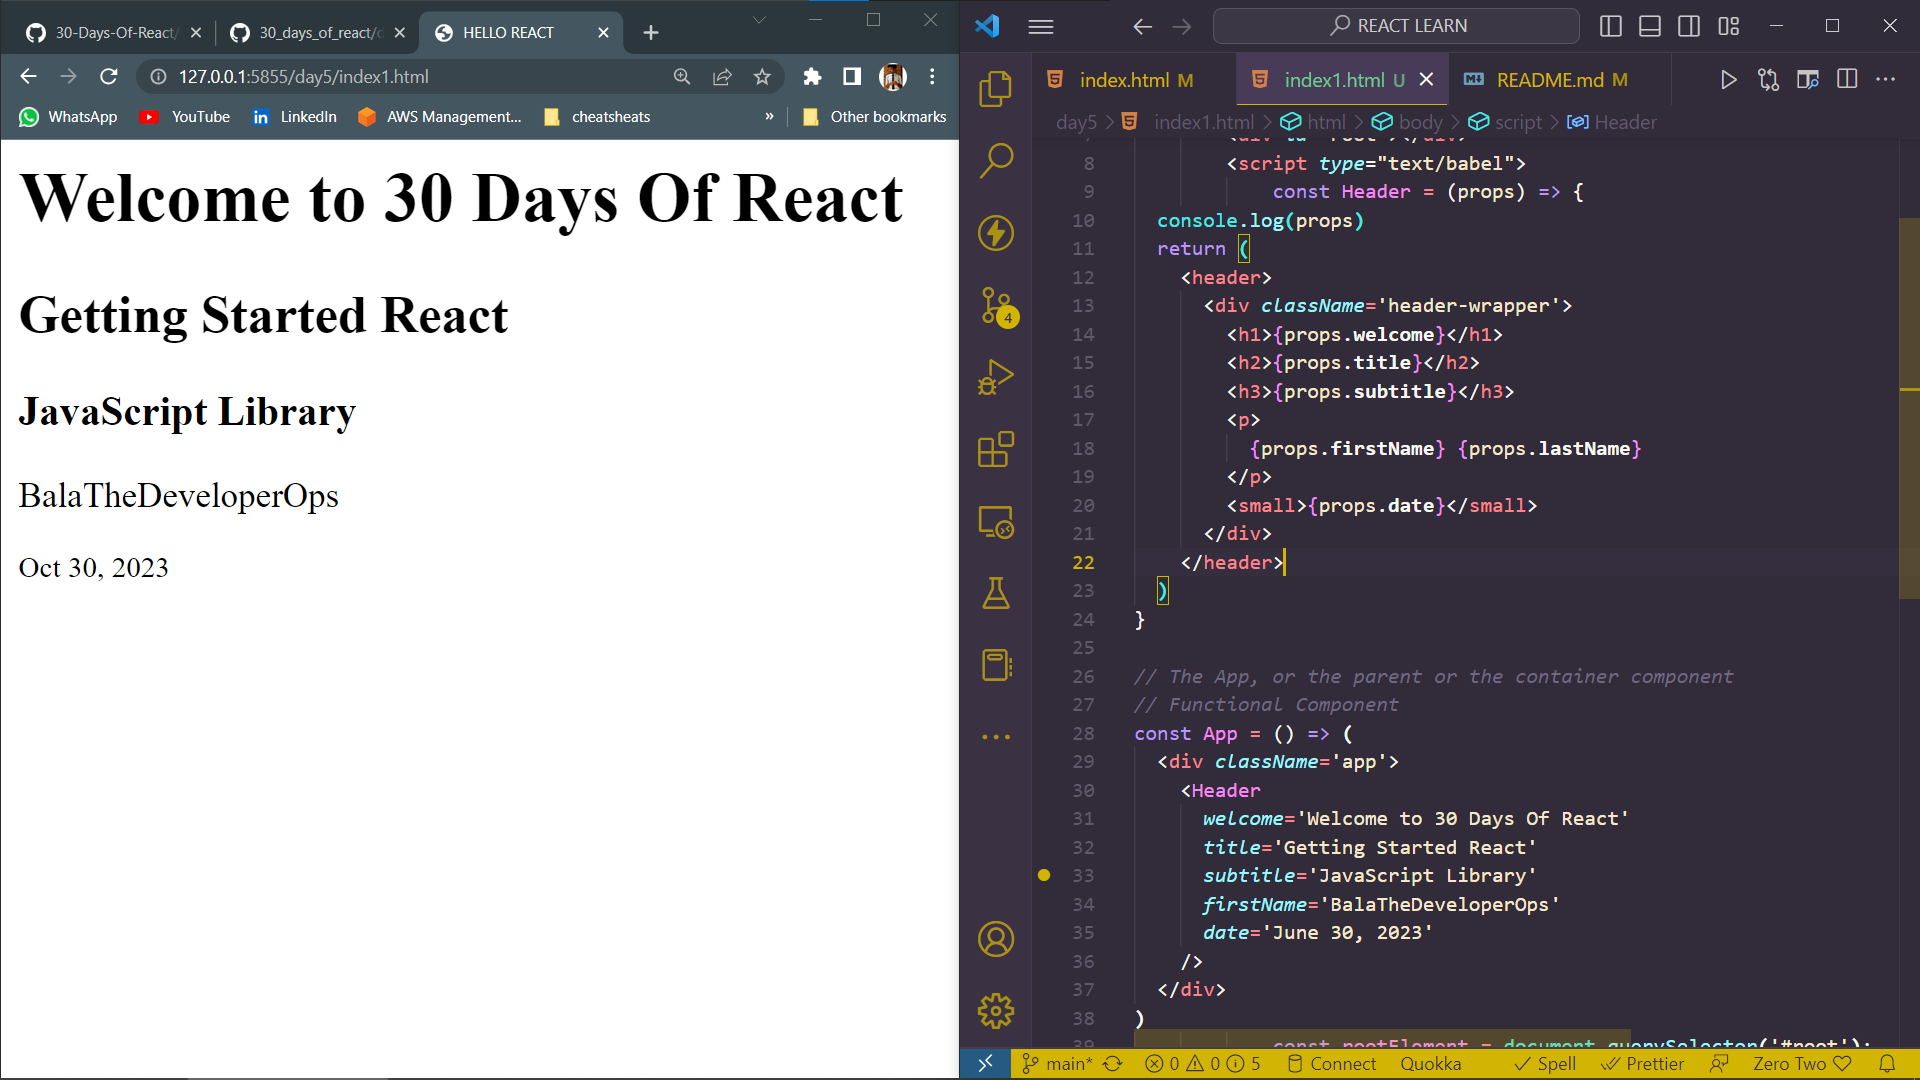 30-Days-Of-React/
30_days_of_react/
HELLO REACT
127.0.0.1:5855/day5/index1.html
WhatsApp
YouTube
LinkedIn
AWS Management...
cheatsheats
»
Other bookmarks
Welcome to 30 Days Of React
Getting Started React
JavaScript Library
BalaTheDeveloperOps
Oct 30, 2023
REACT LEARN
index.html M
index1.html U
README.md M
day5 > index1.html > html > body > script > Header
4
8 <script type="text/babel">
9 const Header = (props) => {
10 console.log(props)
11 return (
12 <header>
13 <div className='header-wrapper'>
14 <h1>{props.welcome}</h1>
15 <h2>{props.title}</h2>
16 <h3>{props.subtitle}</h3>
17 <p>
18 {props.firstName} {props.lastName}
19 </p>
20 <small>{props.date}</small>
21 </div>
22 </header>
23 )
24 }
25
26 // The App, or the parent or the container component
27 // Functional Component
28 const App = () => (
29 <div className='app'>
30 <Header
31 welcome='Welcome to 30 Days Of React'
32 title='Getting Started React'
33 subtitle='JavaScript Library'
34 firstName='BalaTheDeveloperOps'
35 date='June 30, 2023'
36 />
37 </div>
38 )
39 const rootElement = document.querySelector('#root');
main* 0 0 5 Connect Quokka Spell Prettier Zero Two